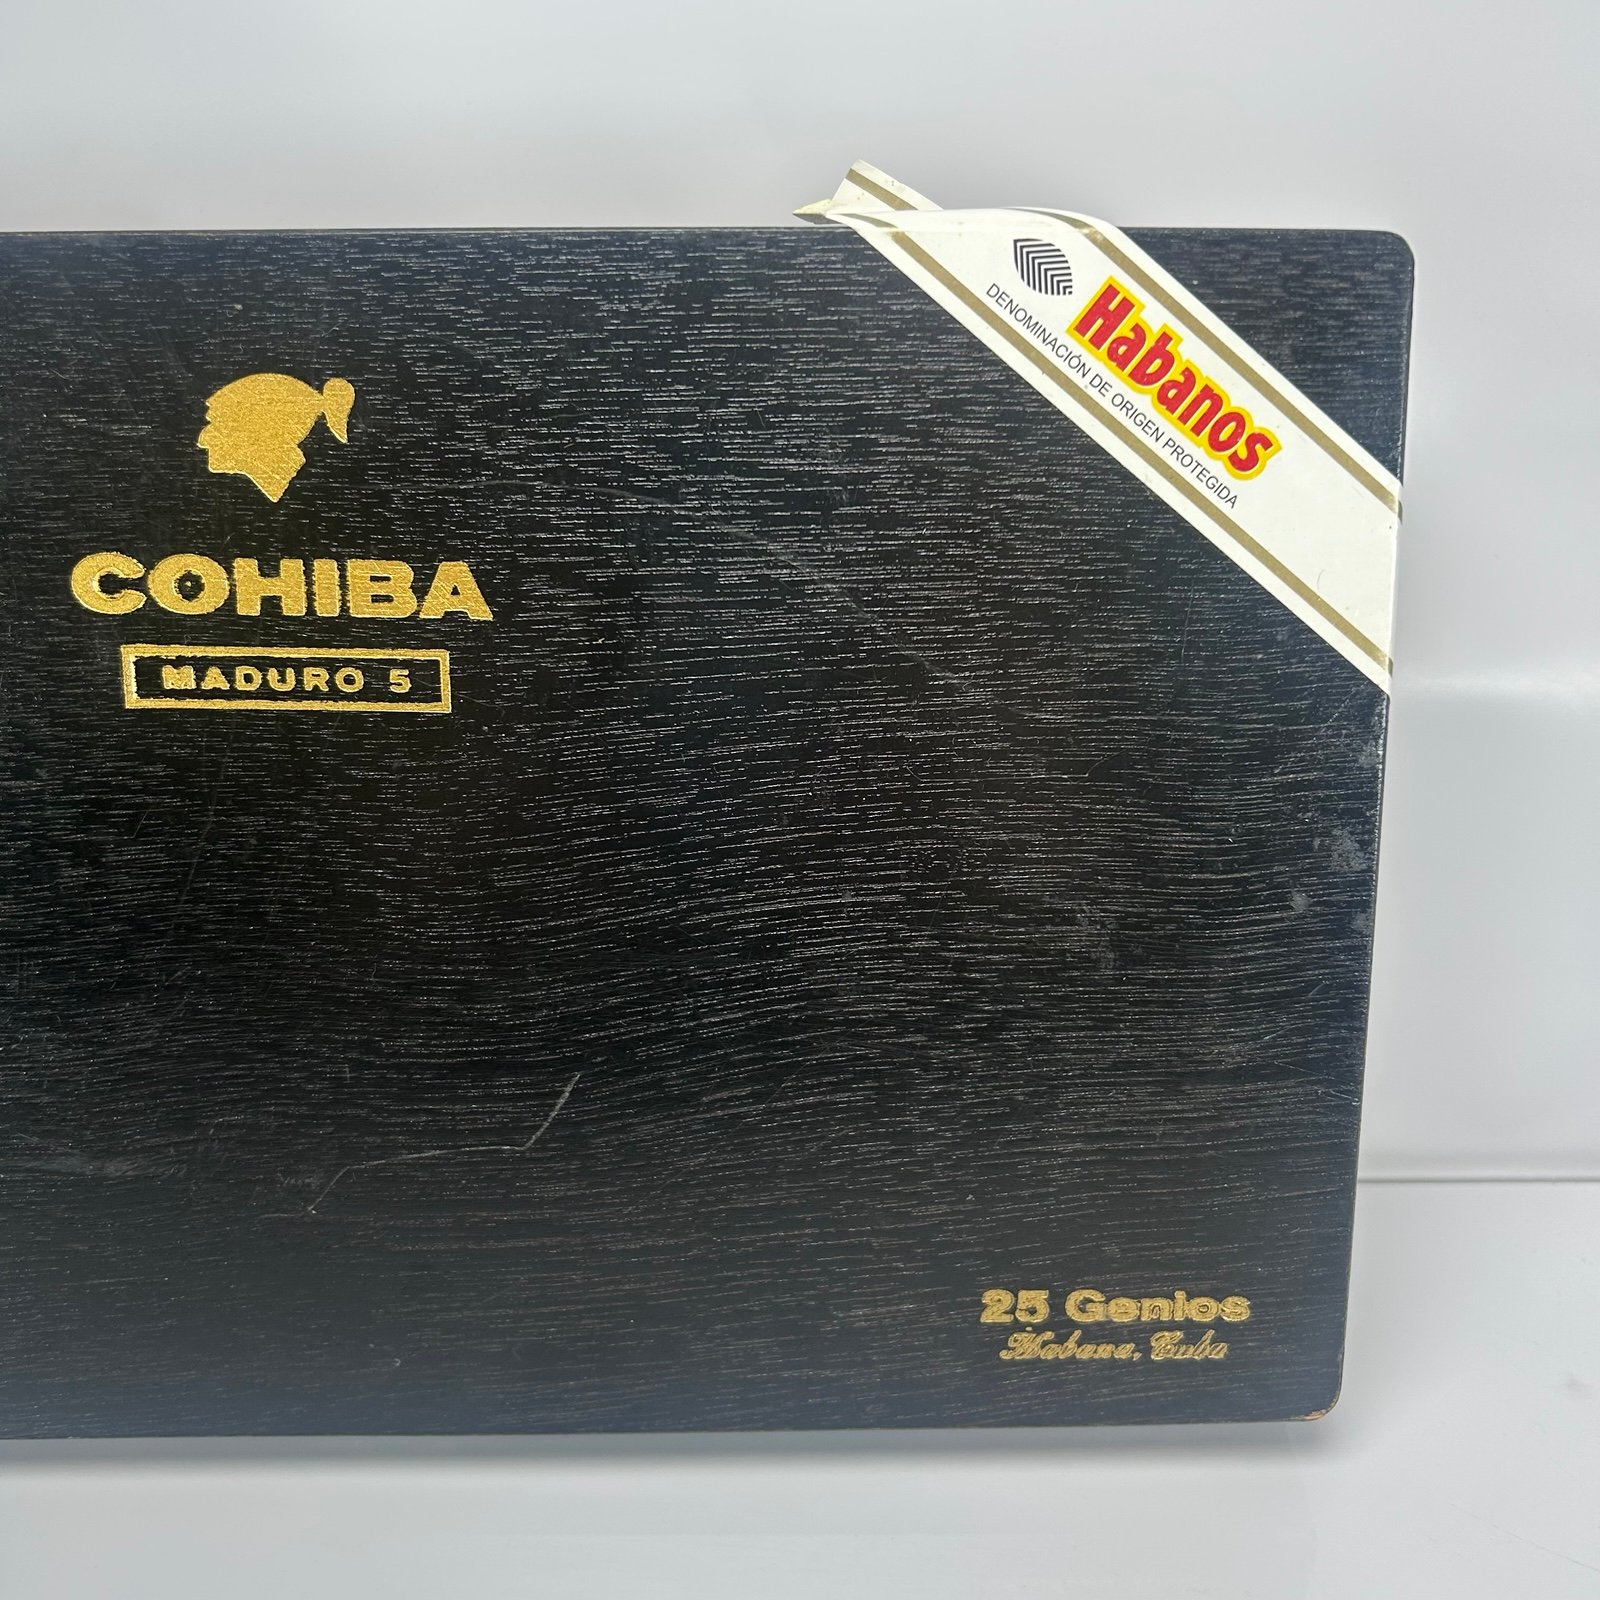 Habanos
DENOMINACIÓN DE ORIGEN PROTEGIDA
COHIBA
MADURO 5
25 Genios
Habana, Cuba